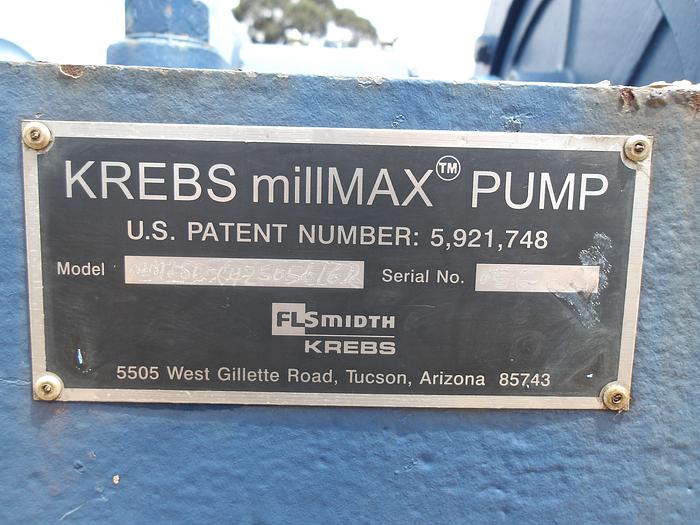 KREBS millMAX™ PUMP
U.S. PATENT NUMBER: 5,921,748
Model Serial No.
FLSMIDTH
KREBS
5505 West Gillette Road, Tucson, Arizona 85743